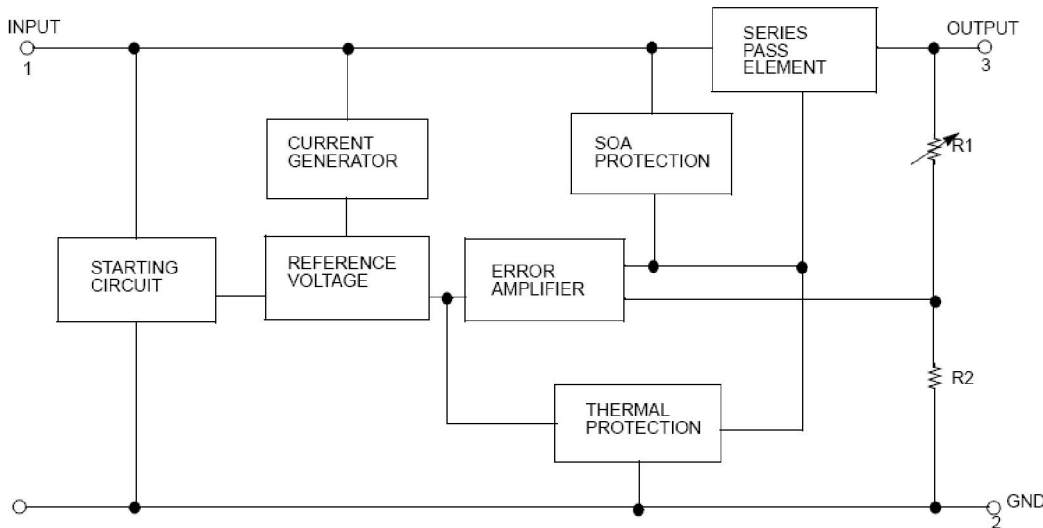 INPUT
1
SERIES
PASS
ELEMENT
OUTPUT
3
CURRENT
GENERATOR
SOA
PROTECTION
R1
STARTING
CIRCUIT
REFERENCE
VOLTAGE
ERROR
AMPLIFIER
R2
THERMAL
PROTECTION
GND
2